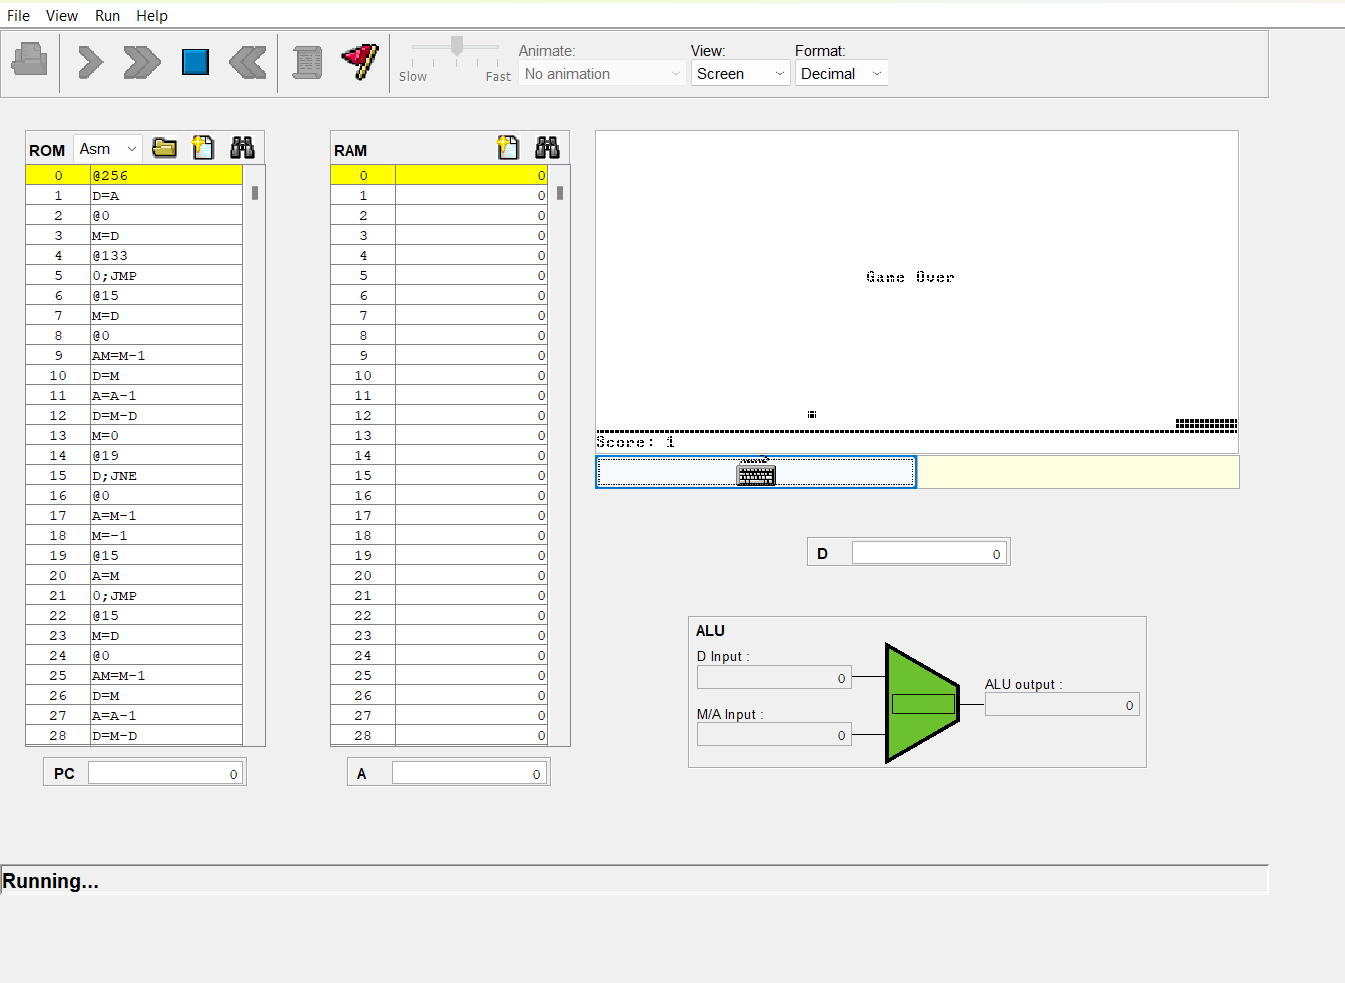 File View Run Help
Animate: View: Format:
Slow Fast No animation Screen Decimal
ROM Asm
0 @256
1 D=A
2 @0
3 M=D
4 @133
5 0;JMP
6 @15
7 M=D
8 @0
9 AM=M-1
10 D=M
11 A=A-1
12 D=M-D
13 M=0
14 @19
15 D;JNE
16 @0
17 A=M-1
18 M=-1
19 @15
20 A=M
21 0;JMP
22 @15
23 M=D
24 @0
25 AM=M-1
26 D=M
27 A=A-1
28 D=M-D
PC 0
RAM
0 0
1 0
2 0
3 0
4 0
5 0
6 0
7 0
8 0
9 0
10 0
11 0
12 0
13 0
14 0
15 0
16 0
17 0
18 0
19 0
20 0
21 0
22 0
23 0
24 0
25 0
26 0
27 0
28 0
A 0
Game Over
Score: 1
D 0
ALU
D Input :
0
M/A Input :
0
ALU output :
0
Running...